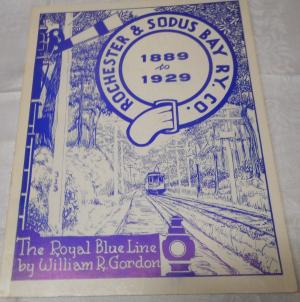 ROCHESTER & SODUS BAY RY. CO.
1889
to
1929
The Royal Blue Line
by William R. Gordon